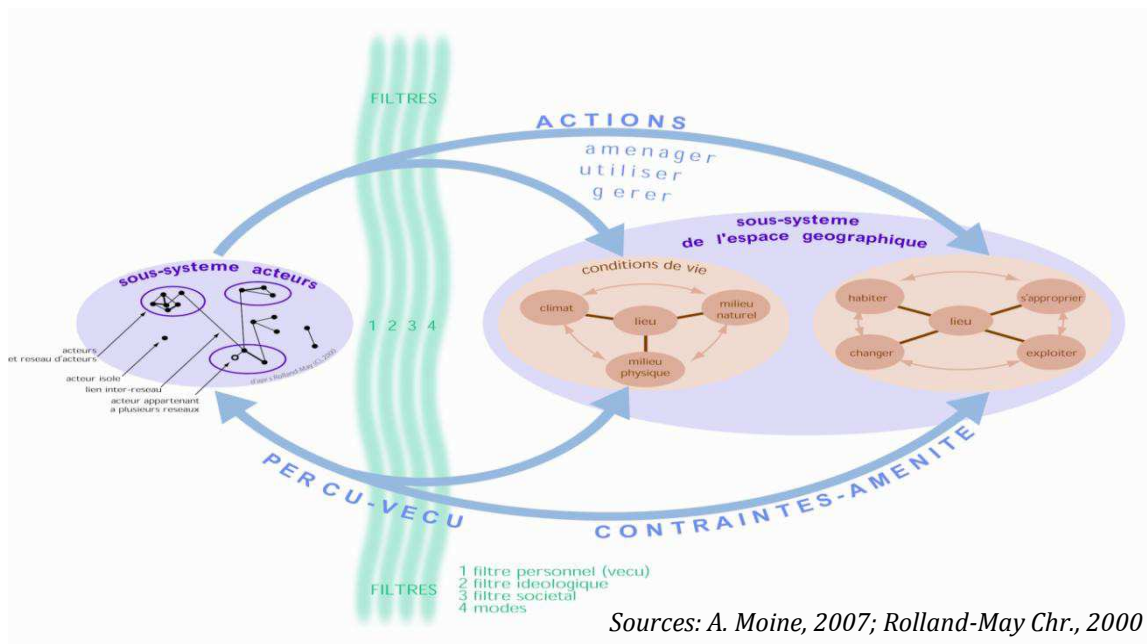 FILTRES
ACTIONS
amenager
utiliser
gerer
sous-systeme
de l'espace geographique
sous-systeme acteurs
conditions de vie
climat
milieu
naturel
lieu
milieu
physique
habiter
s'approprier
lieu
changer
exploiter
1 2 3 4
acteurs
et reseau d'acteurs
acteur isole
lien inter-reseau
acteur appartenant
a plusieurs reseaux
Rolland-May (C), 2000
PERCU-VECU
CONTRAINTES-AMENITE
FILTRES
1 filtre personnel (vecu)
2 filtre ideologique
3 filtre societal
4 modes
Sources: A. Moine, 2007; Rolland-May Chr., 2000